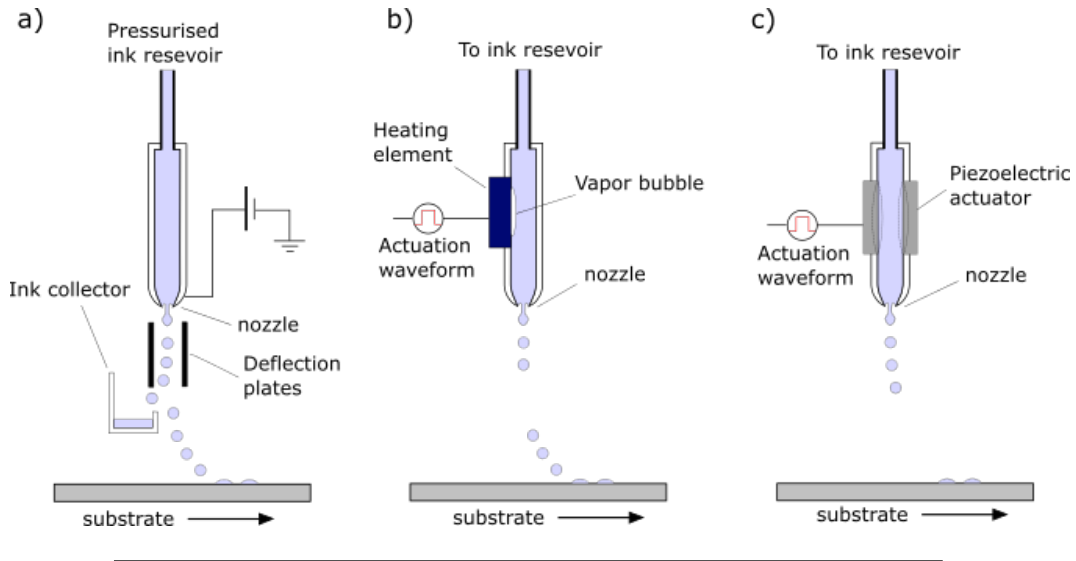 a)
Pressurised
ink resevoir
Ink collector
nozzle
Deflection
plates
substrate
b)
To ink resevoir
Heating
element
Vapor bubble
Actuation
waveform
nozzle
substrate
c)
To ink resevoir
Piezoelectric
actuator
Actuation
waveform
nozzle
substrate